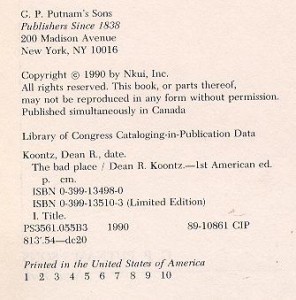 G. P. Putnam's Sons
Publishers Since 1838
200 Madison Avenue
New York, NY 10016
Copyright © 1990 by Nkui, Inc.
All rights reserved. This book, or parts thereof,
may not be reproduced in any form without permission.
Published simultaneously in Canada
Library of Congress Cataloging-in-Publication Data
Koontz, Dean R., date.
The bad place / Dean R. Koontz.—1st American ed.
p. cm.
ISBN 0-399-13498-0
ISBN 0-399-13510-3 (Limited Edition)
I. Title.
PS3561.O55B3 1990 89-10861 CIP
813'.54—dc20
Printed in the United States of America
1 2 3 4 5 6 7 8 9 10